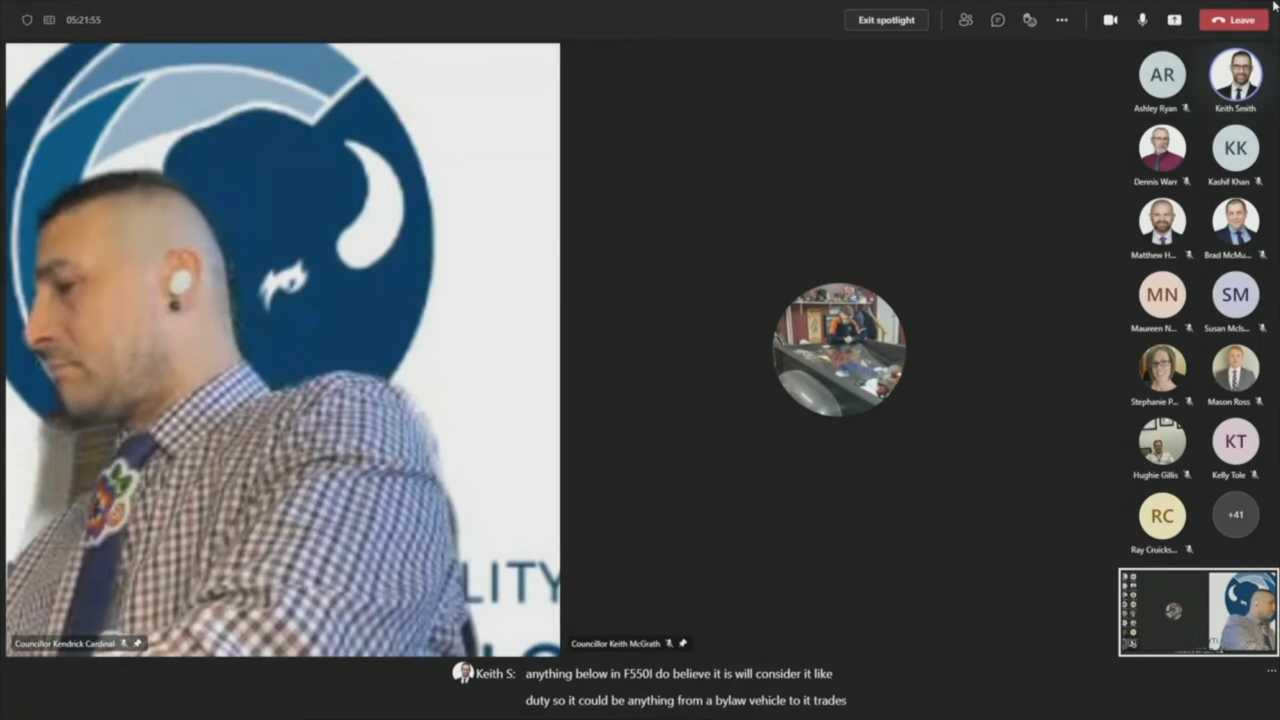 05:21:55
Exit spotlight
Leave
AR
Ashley Ryan
Keith Smith
Dennis Warr
KK
Kashif Khan
Matthew H...
Brad McMu...
MN
Maureen N...
SM
Susan McIs...
Stephanie P...
Mason Ross
Hughie Gillis
KT
Kelly Tole
RC
Ray Cruicks...
+41
LITY
Councillor Kendrick Cardinal
Councillor Keith McGrath
Keith S: anything below in F550I do believe it is will consider it like
duty so it could be anything from a bylaw vehicle to it trades